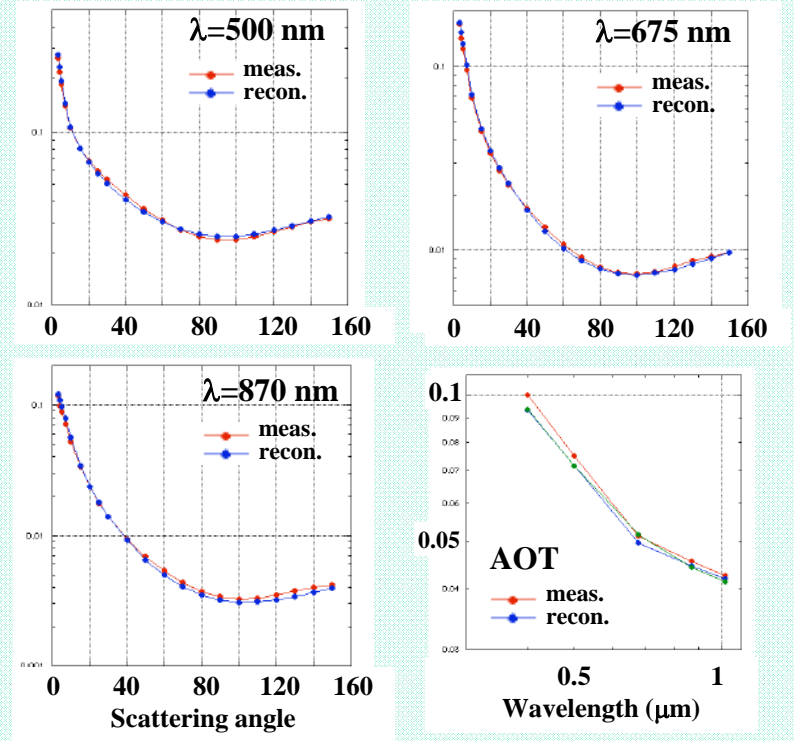 λ=500 nm
meas.
recon.
0.1
0.01
0 40 80 120 160
λ=675 nm
meas.
recon.
0.1
0.01
0 40 80 120 160
λ=870 nm
meas.
recon.
0.1
0.01
0.001
0 40 80 120 160
Scattering angle
0.1
0.09
0.08
0.07
0.06
0.05
0.04
0.03
AOT
meas.
recon.
0.5 1
Wavelength (μm)